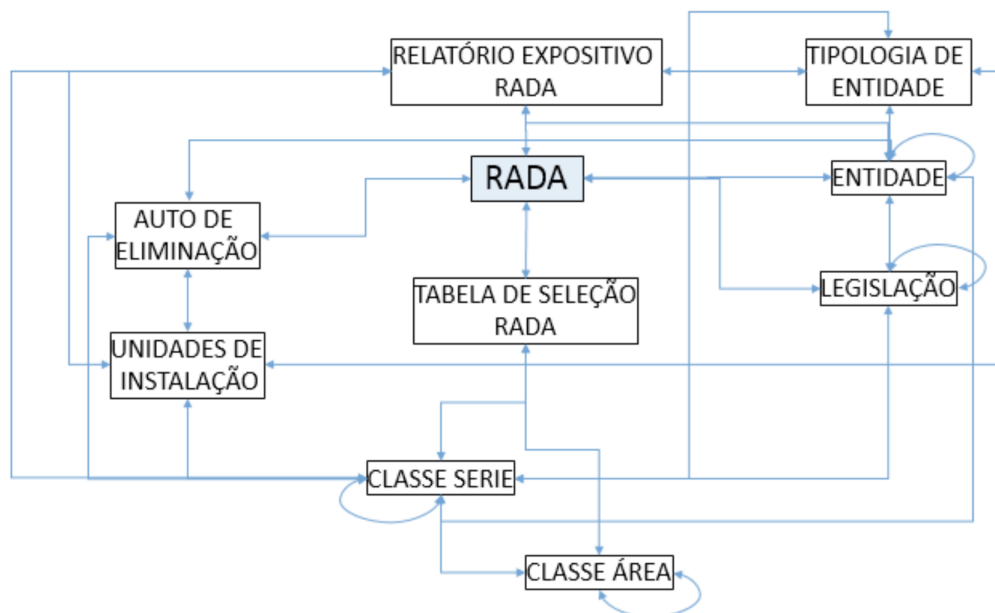 RELATÓRIO EXPOSITIVO
RADA
TIPOLOGIA DE
ENTIDADE
RADA
ENTIDADE
AUTO DE
ELIMINAÇÃO
TABELA DE SELEÇÃO
RADA
LEGISLAÇÃO
UNIDADES DE
INSTALAÇÃO
CLASSE SERIE
CLASSE ÁREA